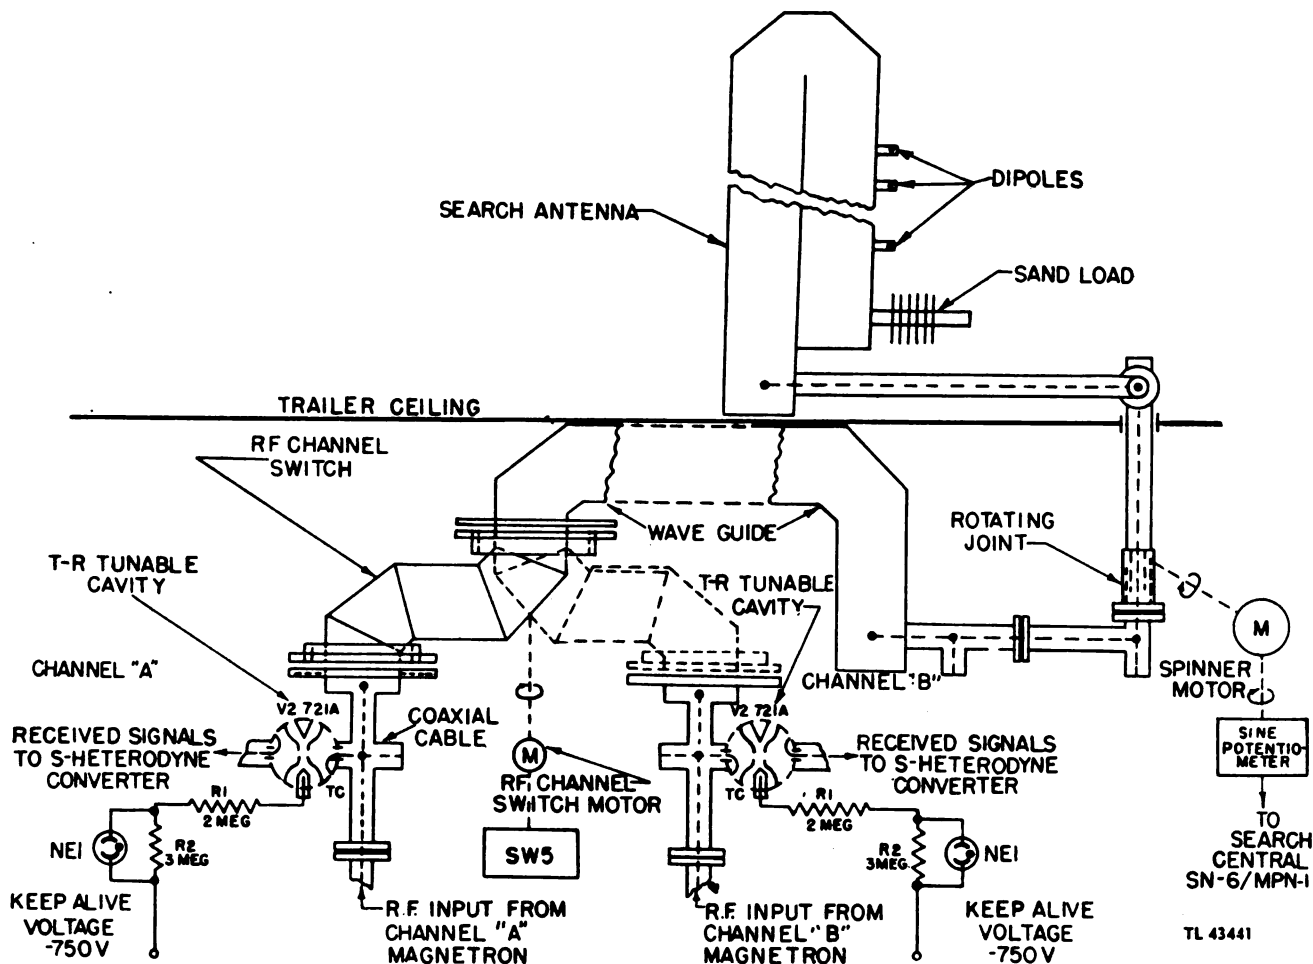 DIPOLES
SEARCH ANTENNA
SAND LOAD
TRAILER CEILING
RF CHANNEL
SWITCH
WAVE GUIDE
ROTATING
JOINT
T-R TUNABLE
CAVITY
T-R TUNABLE
CAVITY
M
CHANNEL "A"
CHANNEL "B"
SPINNER
MOTOR
V2 721A
COAXIAL
CABLE
V2 721A
RECEIVED SIGNALS
TO S-HETERODYNE
CONVERTER
M
RECEIVED SIGNALS
TO S-HETERODYNE
CONVERTER
SINE
POTENTIO-
METER
TC
RF CHANNEL
SWITCH MOTOR
TC
R1
2 MEG
R1
2 MEG
NE1
R2
3 MEG
SW5
R2
3MEG
NE1
TO
SEARCH
CENTRAL
SN-6/MPN-1
KEEP ALIVE
VOLTAGE
-750 V
R.F. INPUT FROM
CHANNEL "A"
MAGNETRON
R.F. INPUT FROM
CHANNEL "B"
MAGNETRON
KEEP ALIVE
VOLTAGE
-750 V
TL 43441